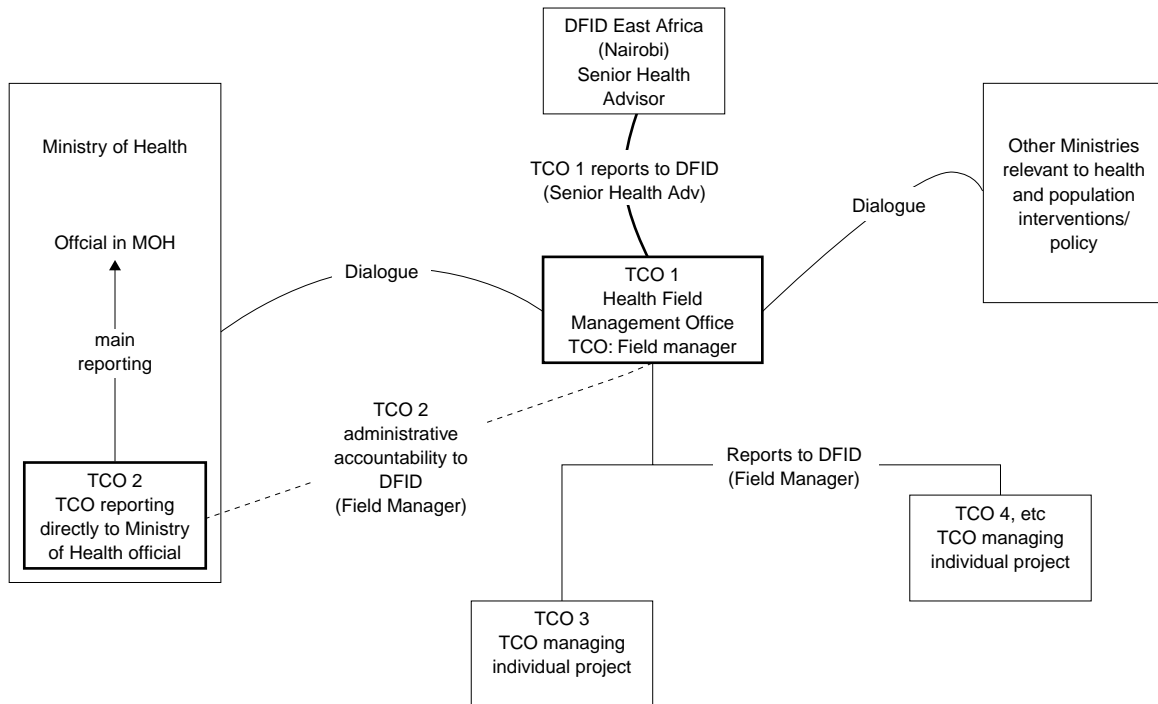 DFID East Africa
(Nairobi)
Senior Health
Advisor
Ministry of Health
Other Ministries
relevant to health
and population
interventions/
policy
TCO 1 reports to DFID
(Senior Health Adv)
Dialogue
Offcial in MOH
Dialogue
TCO 1
Health Field
Management Office
TCO: Field manager
main
reporting
TCO 2
administrative
accountability to
DFID
(Field Manager)
Reports to DFID
(Field Manager)
TCO 2
TCO reporting
directly to Ministry
of Health official
TCO 4, etc
TCO managing
individual project
TCO 3
TCO managing
individual project